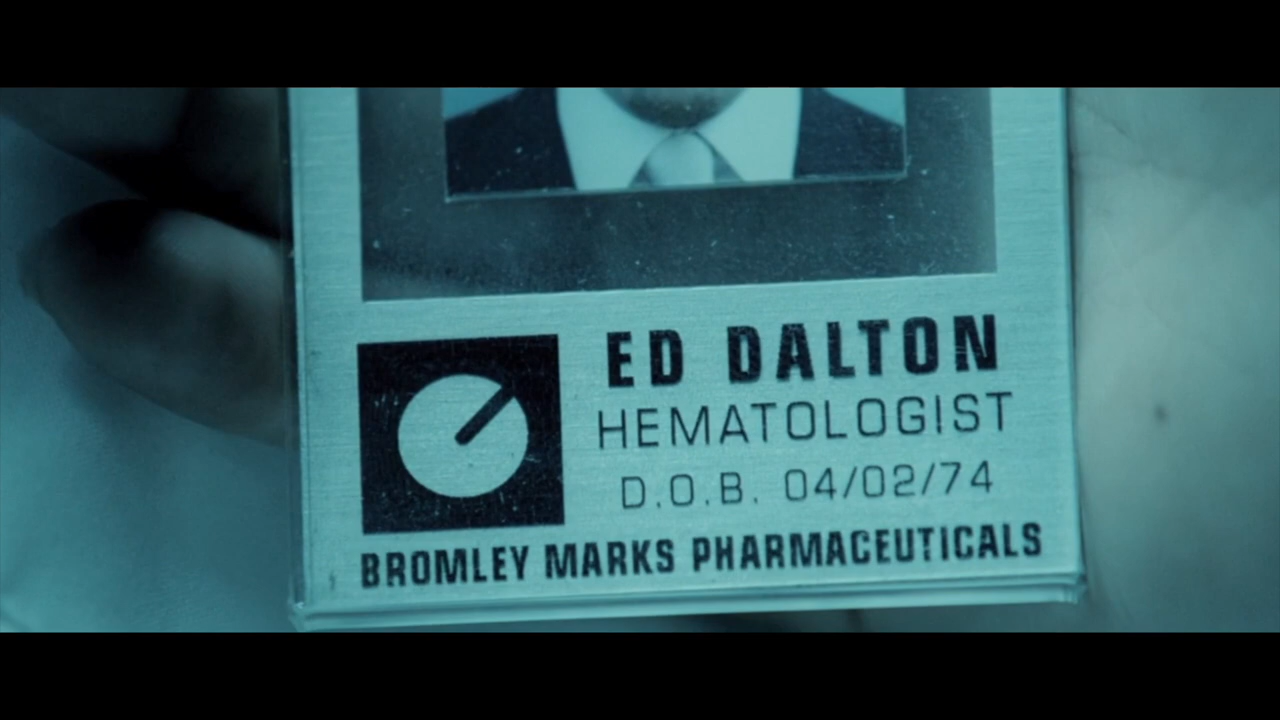 ED DALTON
HEMATOLOGIST
D.O.B. 04/02/74
BROMLEY MARKS PHARMACEUTICALS